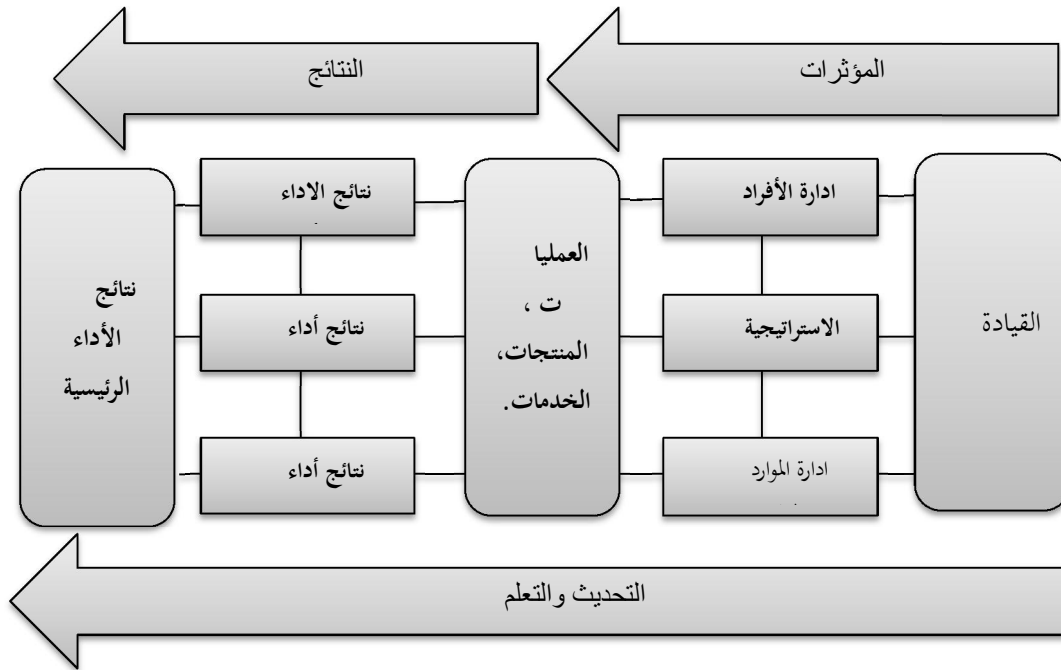 المؤثرات
النتائج
القيادة
ادارة الأفراد
الاستراتيجية
ادارة الموارد
العمليا
ت ،
المنتجات،
الخدمات.
نتائج الاداء
نتائج أداء
نتائج أداء
نتائج
الأداء
الرئيسية
التحديث والتعلم